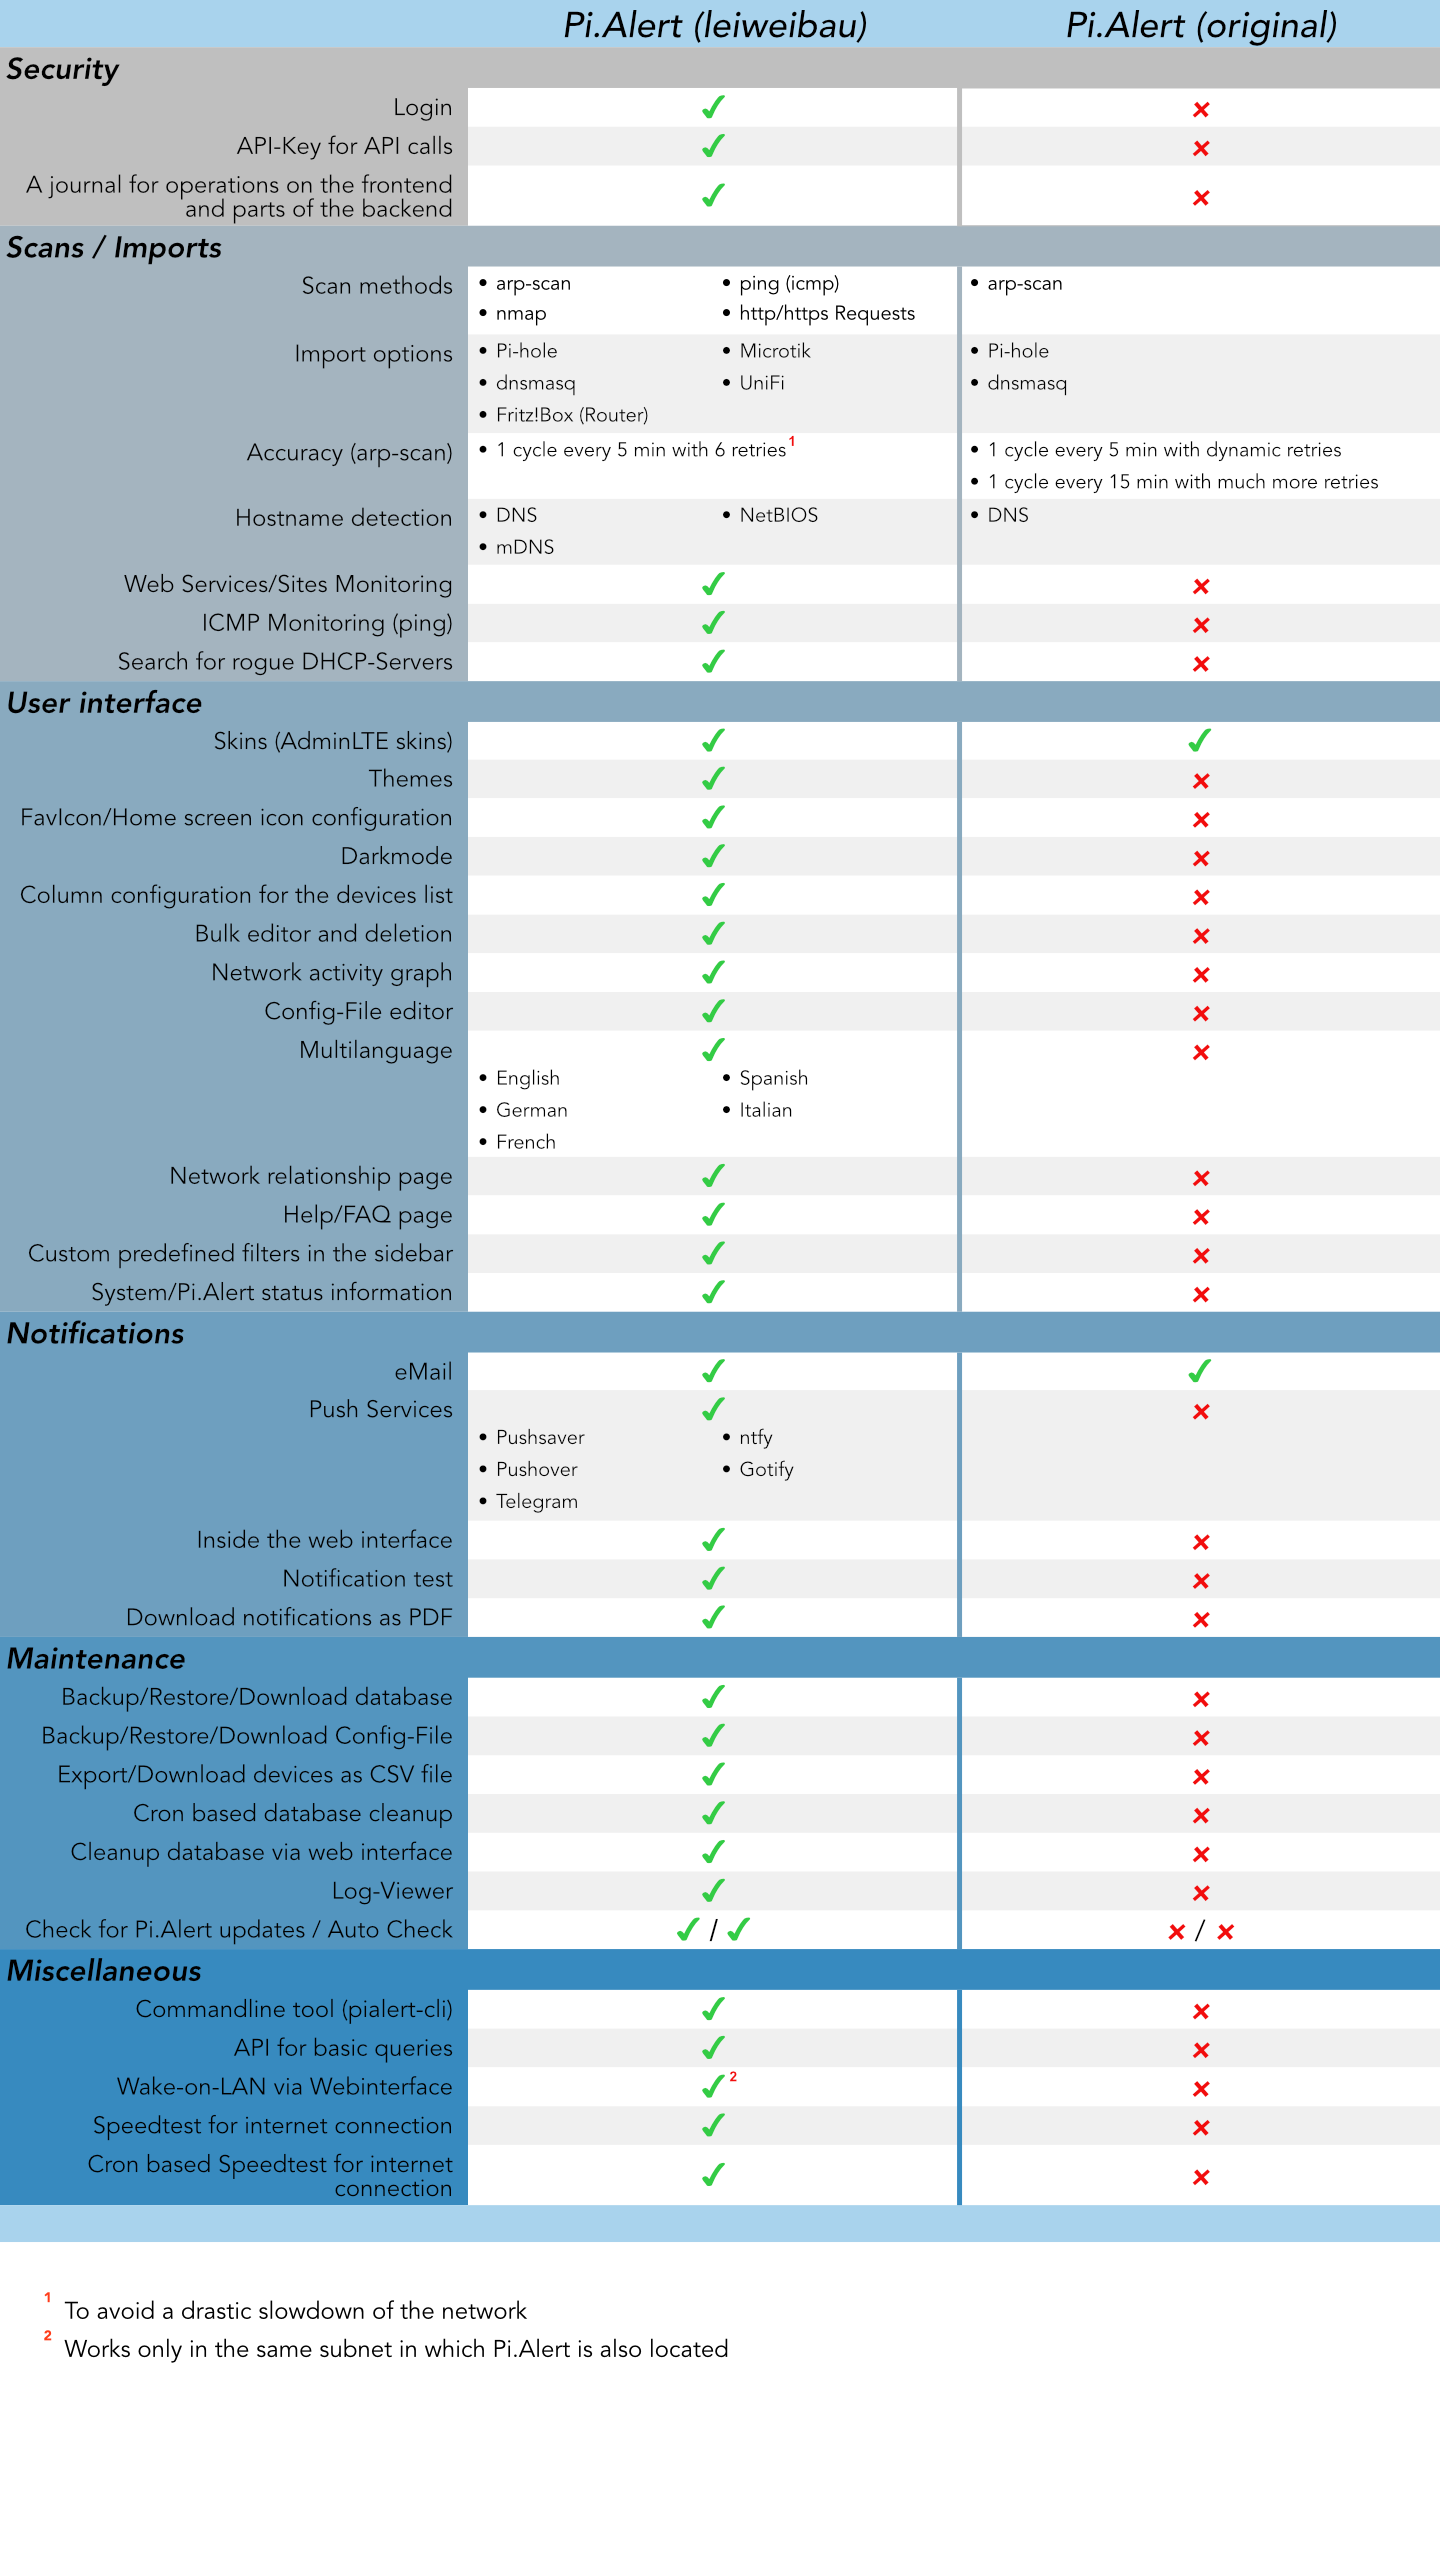 Pi.Alert (leiweibau) Pi.Alert (original)
Security
Login ✓ ×
API-Key for API calls ✓ ×
A journal for operations on the frontend
and parts of the backend ✓ ×
Scans / Imports
Scan methods • arp-scan • ping (icmp) • arp-scan
• nmap • http/https Requests
Import options • Pi-hole • Microtik • Pi-hole
• dnsmasq • UniFi • dnsmasq
• Fritz!Box (Router)
Accuracy (arp-scan) • 1 cycle every 5 min with 6 retries 1 • 1 cycle every 5 min with dynamic retries
• 1 cycle every 15 min with much more retries
Hostname detection • DNS • NetBIOS • DNS
• mDNS
Web Services/Sites Monitoring ✓ ×
ICMP Monitoring (ping) ✓ ×
Search for rogue DHCP-Servers ✓ ×
User interface
Skins (AdminLTE skins) ✓ ✓
Themes ✓ ×
FavIcon/Home screen icon configuration ✓ ×
Darkmode ✓ ×
Column configuration for the devices list ✓ ×
Bulk editor and deletion ✓ ×
Network activity graph ✓ ×
Config-File editor ✓ ×
Multilanguage ✓ ×
• English • Spanish
• German • Italian
• French
Network relationship page ✓ ×
Help/FAQ page ✓ ×
Custom predefined filters in the sidebar ✓ ×
System/Pi.Alert status information ✓ ×
Notifications
eMail ✓ ✓
Push Services ✓ ×
• Pushsaver • ntfy
• Pushover • Gotify
• Telegram
Inside the web interface ✓ ×
Notification test ✓ ×
Download notifications as PDF ✓ ×
Maintenance
Backup/Restore/Download database ✓ ×
Backup/Restore/Download Config-File ✓ ×
Export/Download devices as CSV file ✓ ×
Cron based database cleanup ✓ ×
Cleanup database via web interface ✓ ×
Log-Viewer ✓ ×
Check for Pi.Alert updates / Auto Check ✓ / ✓ × / ×
Miscellaneous
Commandline tool (pialert-cli) ✓ ×
API for basic queries ✓ ×
Wake-on-LAN via Webinterface ✓ 2 ×
Speedtest for internet connection ✓ ×
Cron based Speedtest for internet
connection ✓ ×
1 To avoid a drastic slowdown of the network
2 Works only in the same subnet in which Pi.Alert is also located